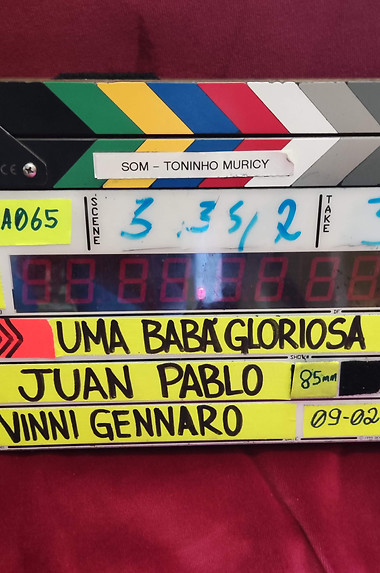 SOM – TONINHO MURICY
A065 SCENE 3.35/2 TAKE
UMA BABÁ GLORIOSA
JUAN PABLO 85mm
VINNI GENNARO 09-02